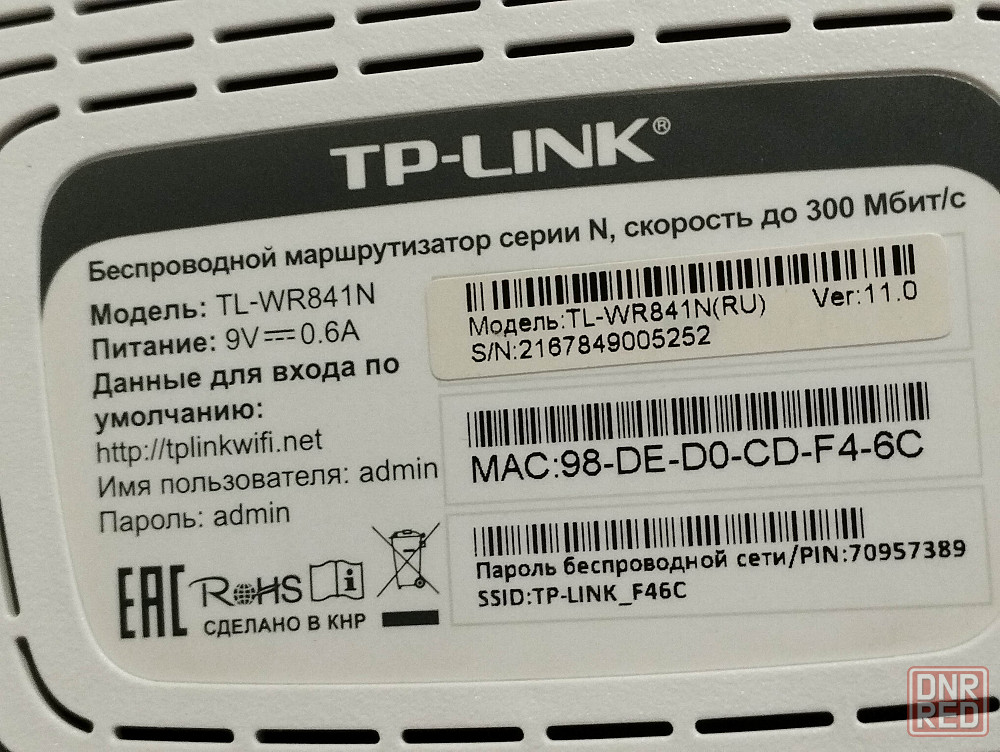 TP-LINK®
Беспроводной маршрутизатор серии N, скорость до 300 Мбит/с
Модель: TL-WR841N
Питание: 9V⎓0.6A
Данные для входа по
умолчанию:
http://tplinkwifi.net
Имя пользователя: admin
Пароль: admin
Модель:TL-WR841N(RU) Ver:11.0
S/N:2167849005252
MAC:98-DE-D0-CD-F4-6C
Пароль беспроводной сети/PIN:70957389
SSID:TP-LINK_F46C
EAC RoHS i
СДЕЛАНО В КНР
DNR
RED